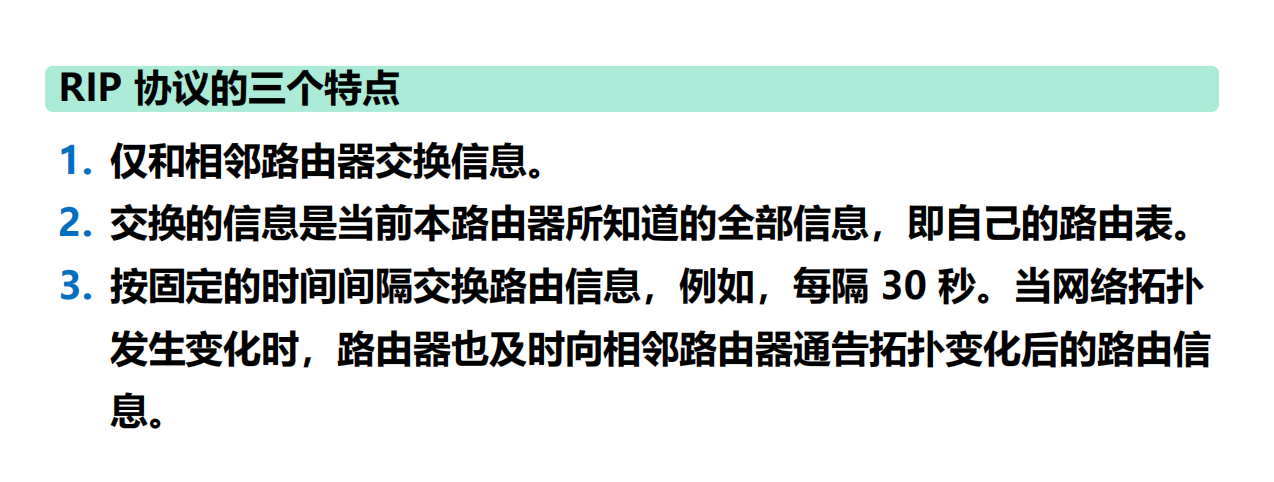 RIP 协议的三个特点
1. 仅和相邻路由器交换信息。
2. 交换的信息是当前本路由器所知道的全部信息，即自己的路由表。
3. 按固定的时间间隔交换路由信息，例如，每隔 30 秒。当网络拓扑
发生变化时，路由器也及时向相邻路由器通告拓扑变化后的路由信
息。